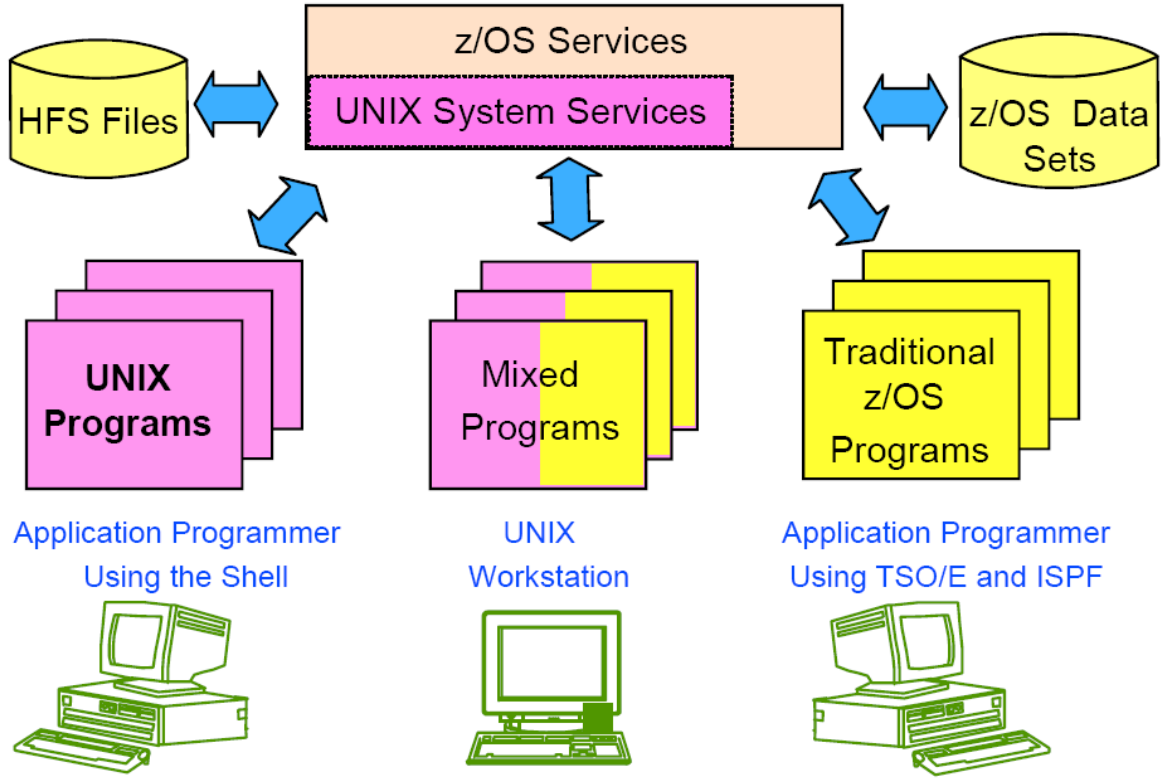 z/OS Services
UNIX System Services
HFS Files
z/OS Data
Sets
UNIX
Programs
Mixed
Programs
Traditional
z/OS
Programs
Application Programmer
Using the Shell
UNIX
Workstation
Application Programmer
Using TSO/E and ISPF